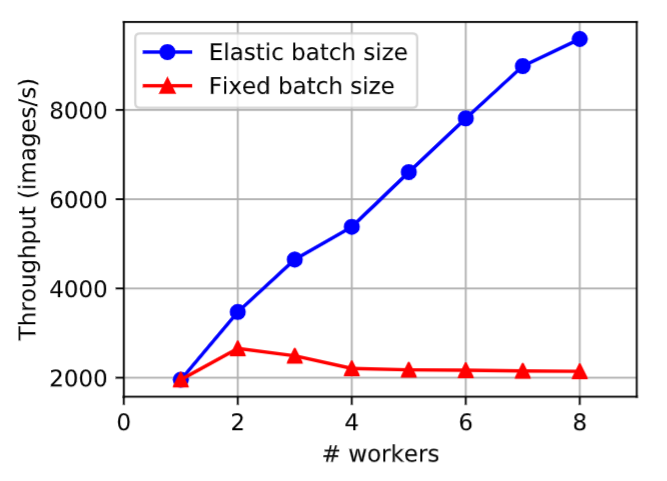 Elastic batch size
Fixed batch size
Throughput (images/s)
8000
6000
4000
2000
0 2 4 6 8
# workers